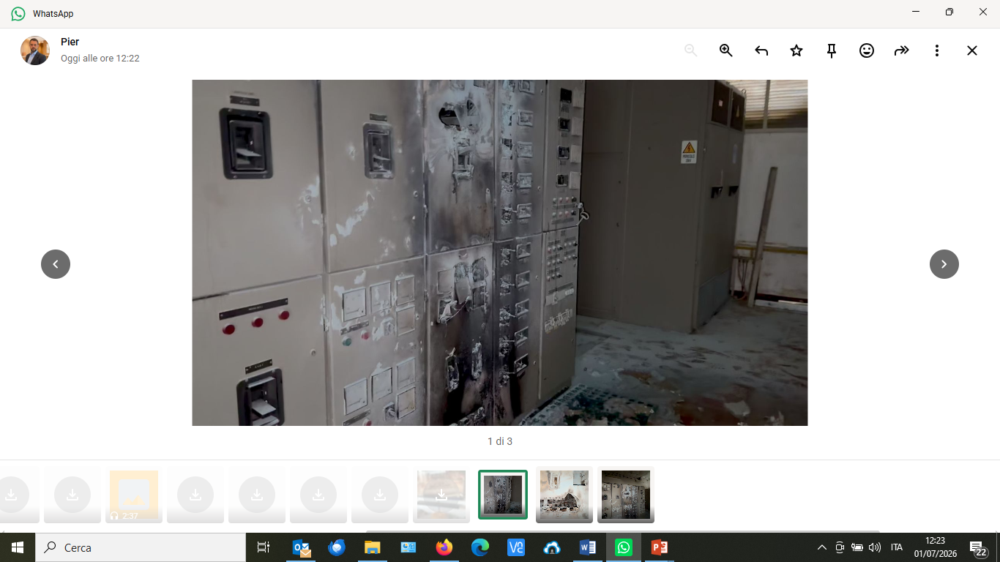 WhatsApp
Pier
Oggi alle ore 12:22
1 di 3
2:37
Cerca
ITA
12:23
01/07/2026
22